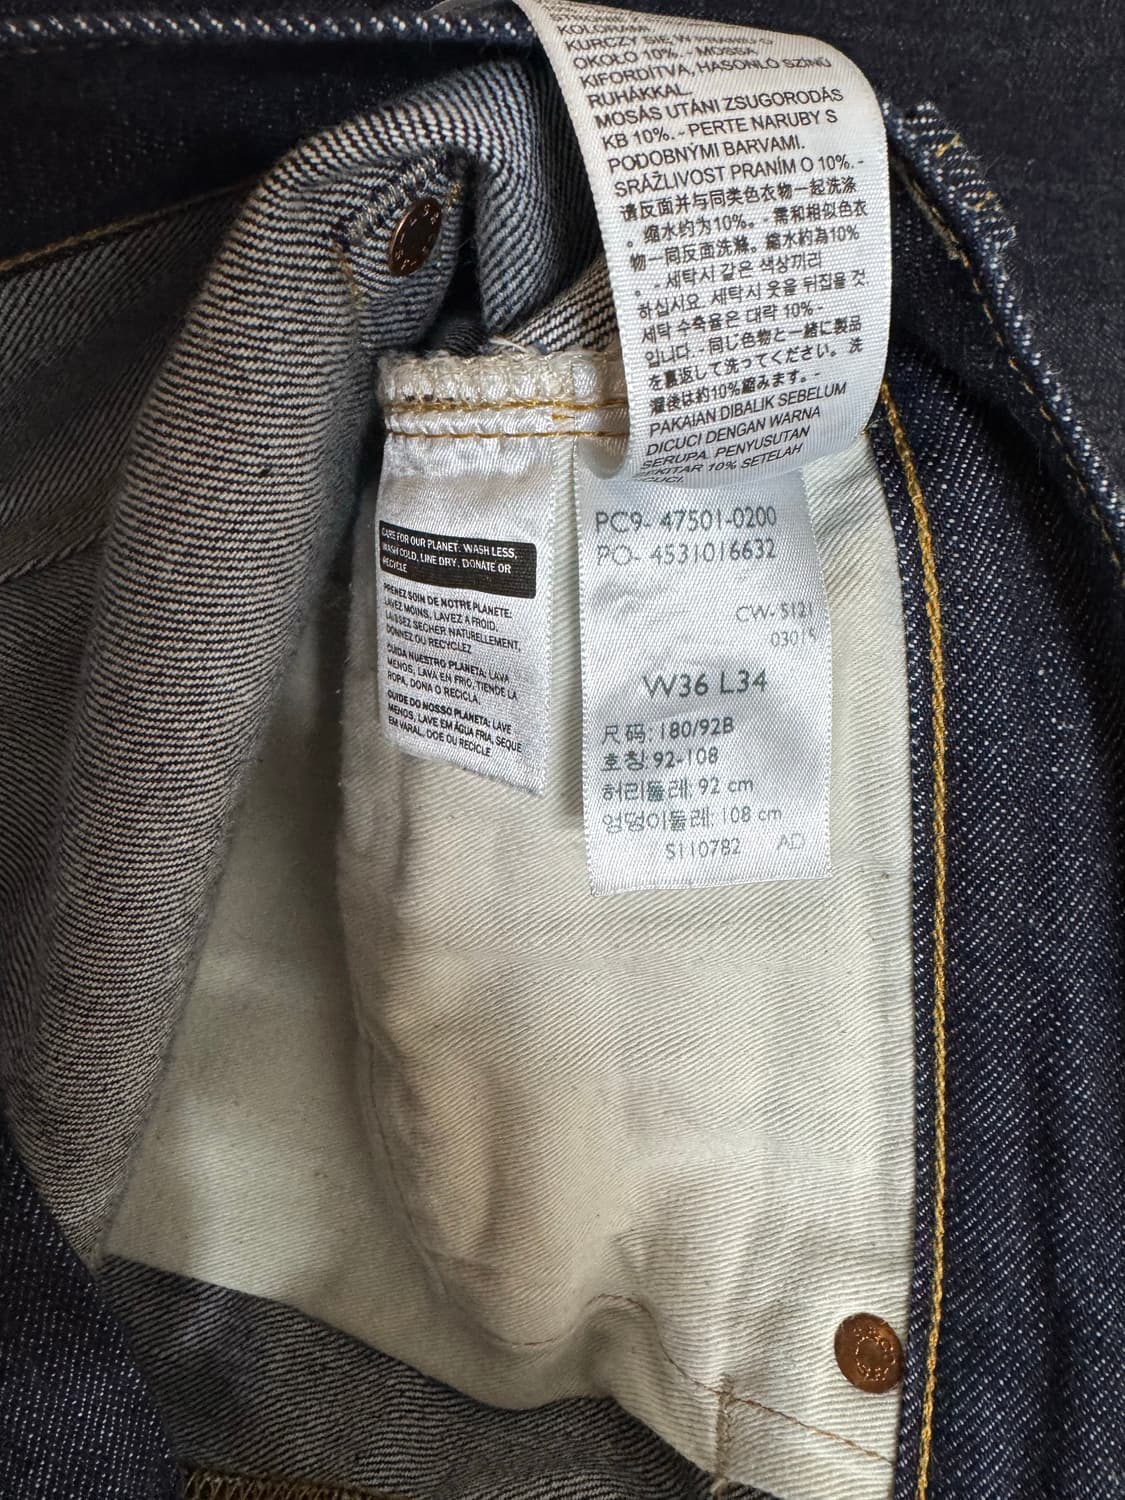 KURCZY SIĘ W PRANIU O
OKOŁO 10%. - MOSSA
KIFORDÍTVA, HASONLÓ SZÍNŰ
RUHÁKKAL.
MOSÁS UTÁNI ZSUGORODÁS
KB 10%. - PERTE NARUBY S
PODOBNÝMI BARVAMI.
SRÁŽLIVOST PRANÍM O 10%. -
请反面并与同类色衣物一起洗涤
。缩水约为10%。- 需和相似色衣
物一同反面洗滌。縮水約為10%
。- 세탁시 같은 색상끼리
하십시요. 세탁시 옷을 뒤집을 것.
세탁 수축율은 대략 10% -
입니다. - 同じ色物と一緒に製品
を裏返して洗ってください。 洗
濯後は約10%縮みます。-
PAKAIAN DIBALIK SEBELUM
DICUCI DENGAN WARNA
SERUPA. PENYUSUTAN
10% SETELAH
CARE FOR OUR PLANET: WASH LESS,
WASH COLD, LINE DRY, DONATE OR
RECYCLE
PRENEZ SOIN DE NOTRE PLANETE:
LAVEZ MOINS, LAVEZ A FROID,
LAISSEZ SECHER NATURELLEMENT,
DONNEZ OU RECYCLEZ
CUIDA NUESTRO PLANETA: LAVA
MENOS, LAVA EN FRIO, TIENDE LA
ROPA, DONA O RECICLA.
CUIDE DO NOSSO PLANETA: LAVE
MENOS, LAVE EM ÁGUA FRIA, SEQUE
EM VARAL, DOE OU RECICLE
PC9- 47501-0200
PO- 4531016632
CW- 5121
W36 L34
尺码: 180/92B
호칭: 92-108
허리둘레: 92 cm
엉덩이둘레: 108 cm
S110782 AD